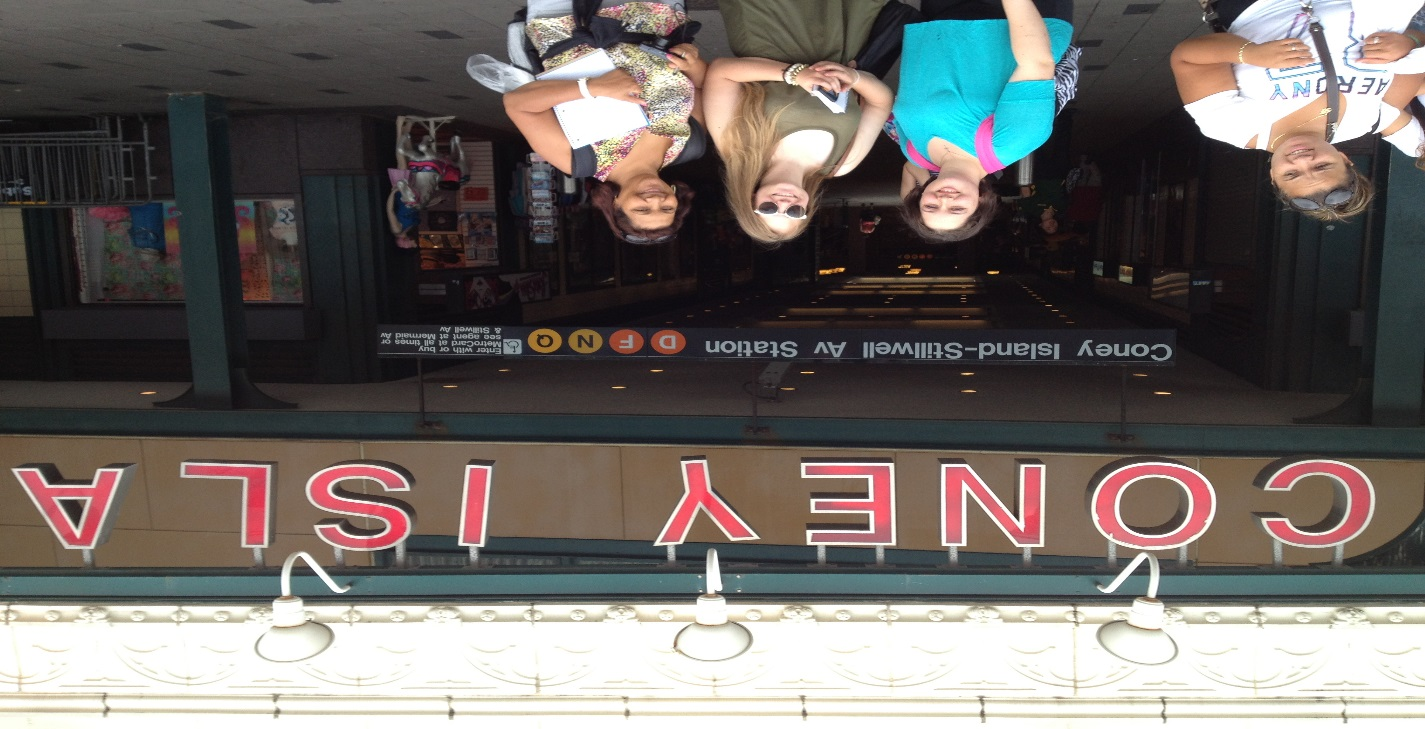 CONEY ISLA
Coney Island-Stillwell Av Station D F N Q
Enter with or buy
MetroCard at all times or
see agent at Mermaid Av
& Stillwell Av
AERONY